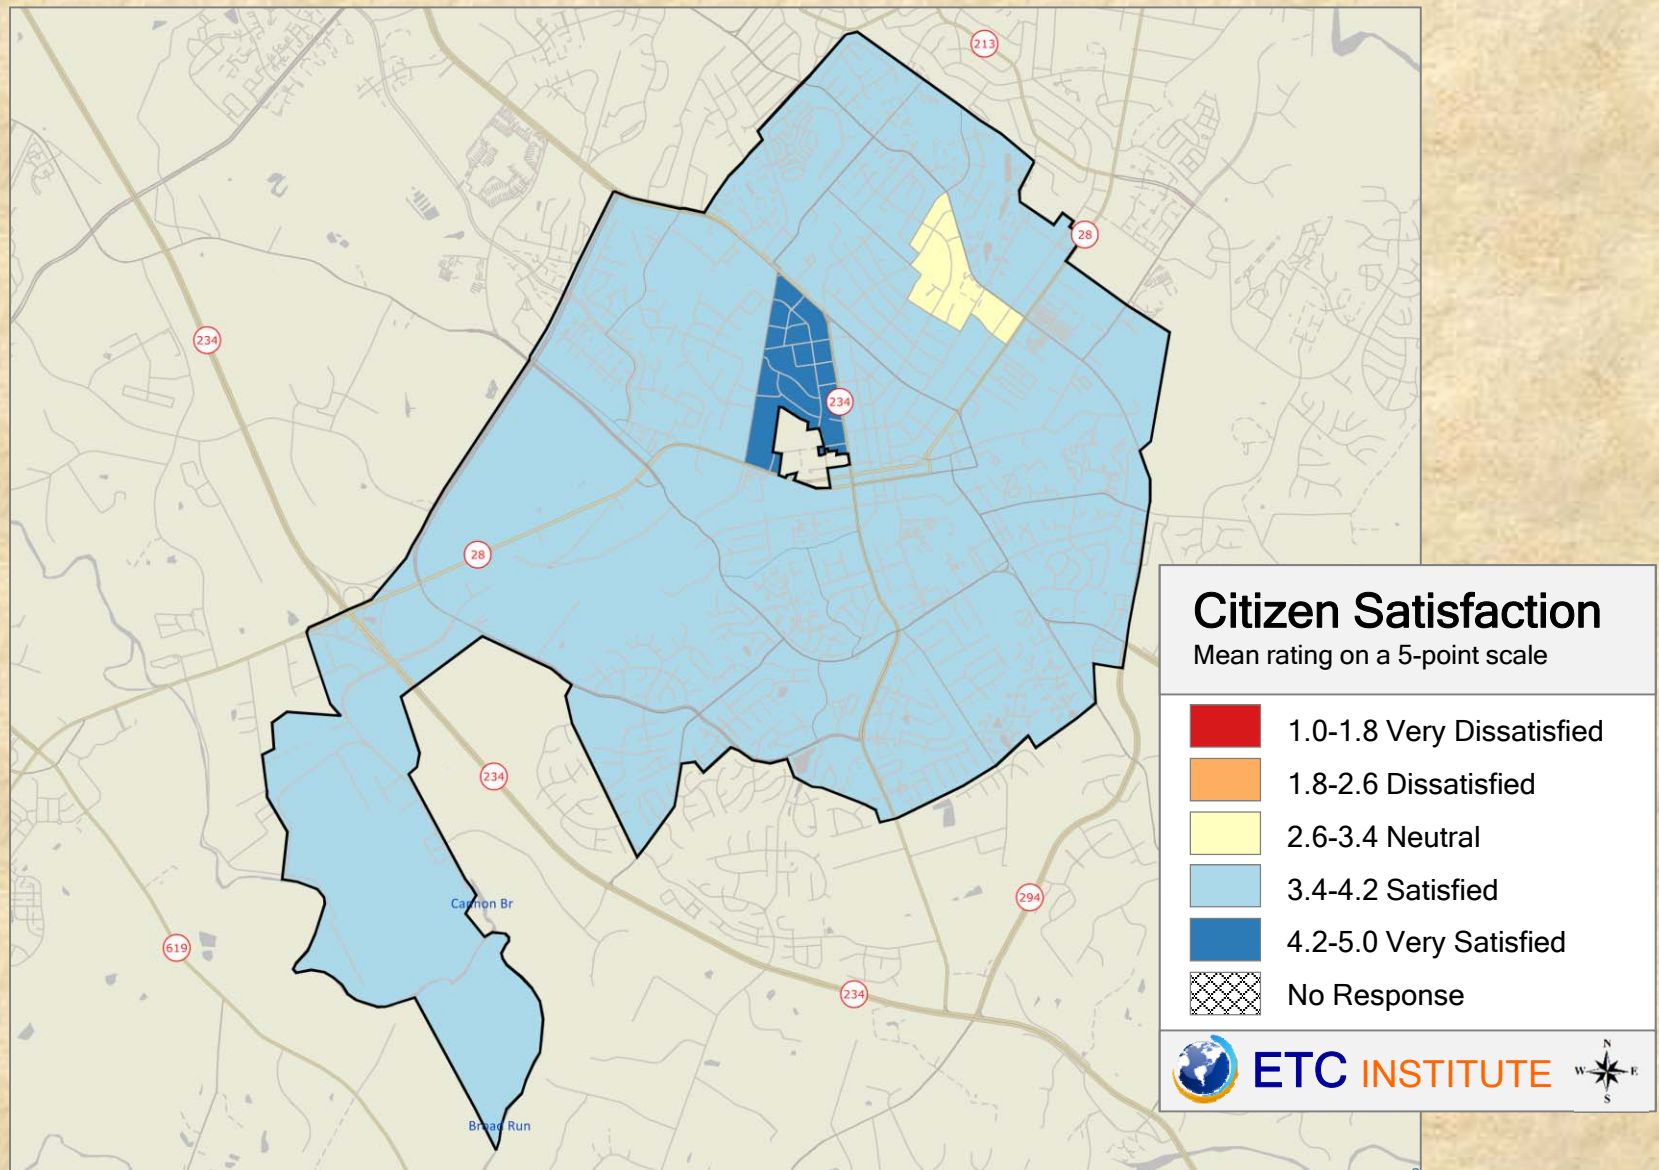 213
28
234
234
28
234
Cannon Br
294
619
234
Broad Run
Citizen Satisfaction
Mean rating on a 5-point scale
1.0-1.8 Very Dissatisfied
1.8-2.6 Dissatisfied
2.6-3.4 Neutral
3.4-4.2 Satisfied
4.2-5.0 Very Satisfied
No Response
ETC INSTITUTE
N
W E
S